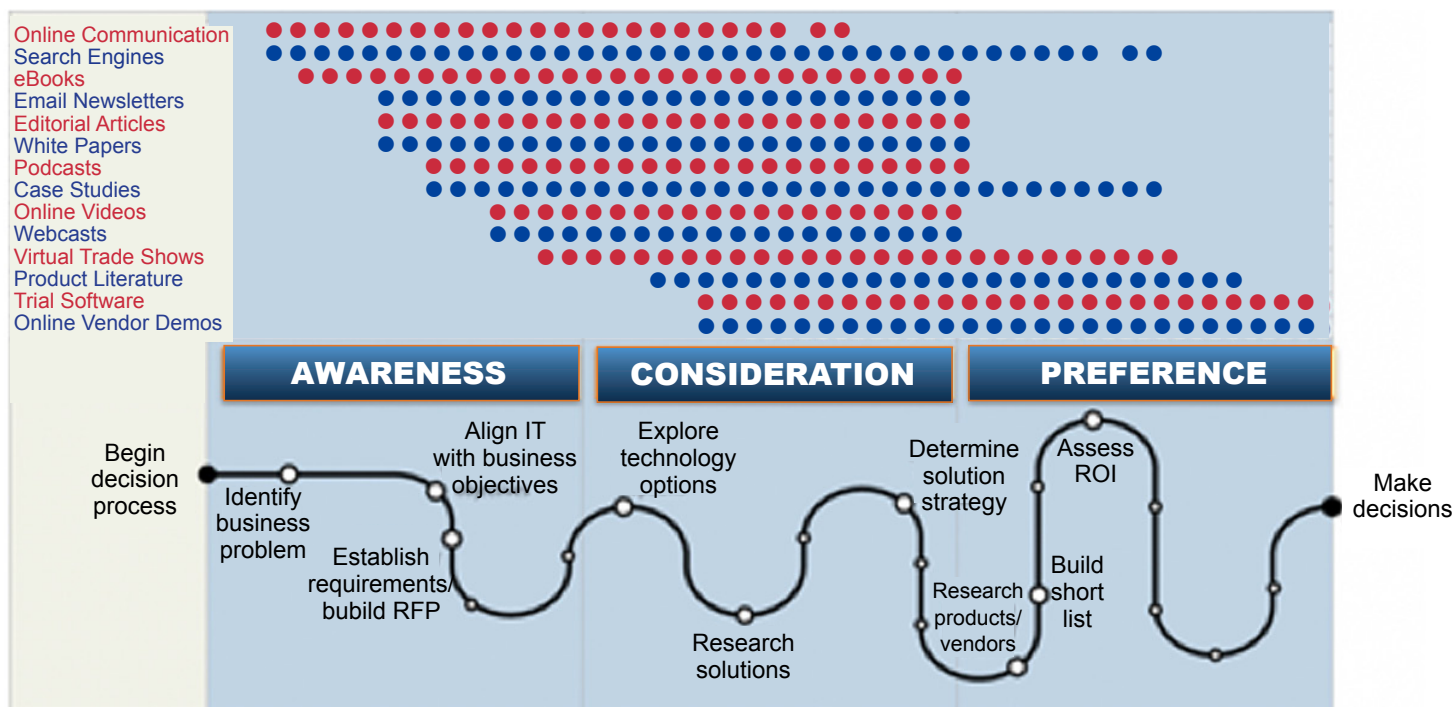 Online Communication
Search Engines
eBooks
Email Newsletters
Editorial Articles
White Papers
Podcasts
Case Studies
Online Videos
Webcasts
Virtual Trade Shows
Product Literature
Trial Software
Online Vendor Demos
AWARENESS
CONSIDERATION
PREFERENCE
Begin
decision
process
Identify
business
problem
Align IT
with business
objectives
Establish
requirements/
bubild RFP
Explore
technology
options
Research
solutions
Determine
solution
strategy
Research
products/
vendors
Build
short
list
Assess
ROI
Make
decisions